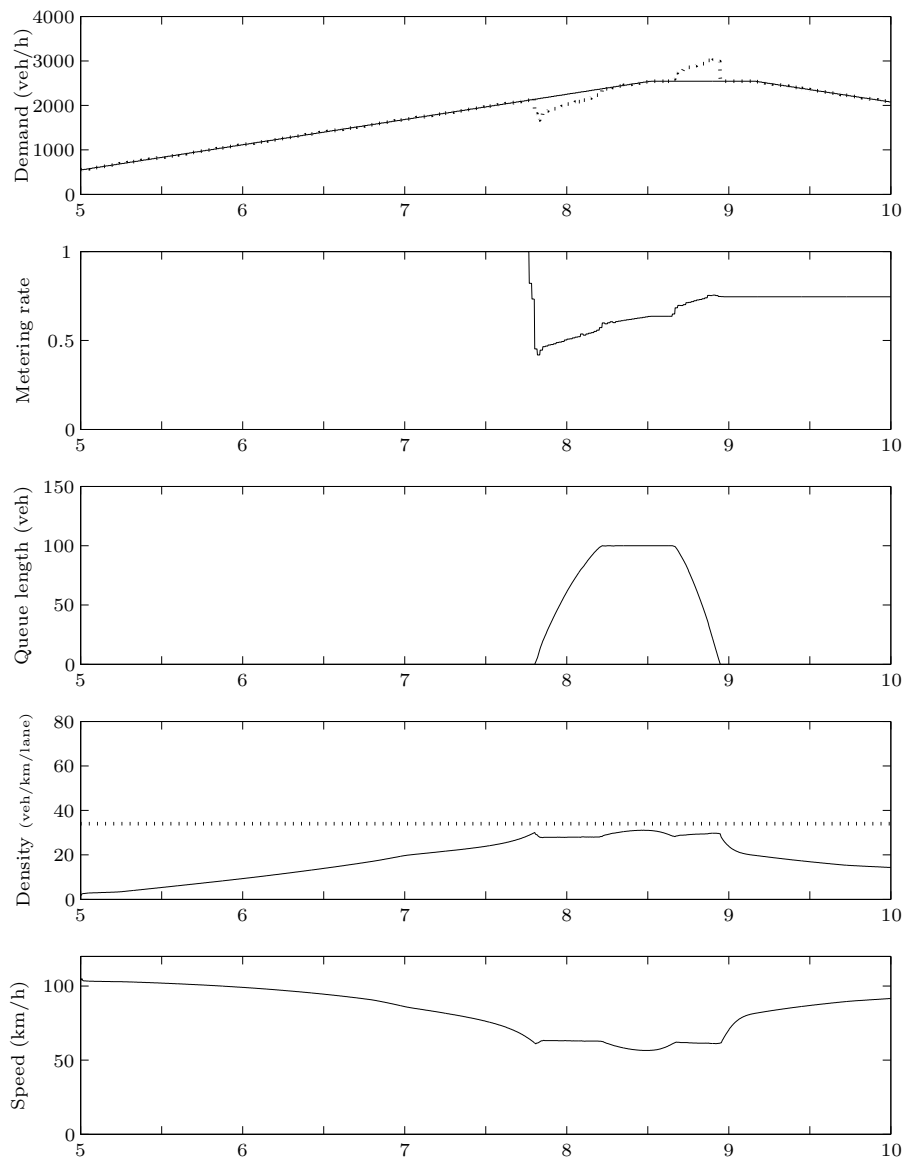 Demand (veh/h)
4000
3000
2000
1000
0
5 6 7 8 9 10
Metering rate
1
0.5
0
5 6 7 8 9 10
Queue length (veh)
150
100
50
0
5 6 7 8 9 10
Density (veh/km/lane)
80
60
40
20
0
5 6 7 8 9 10
Speed (km/h)
100
50
0
5 6 7 8 9 10